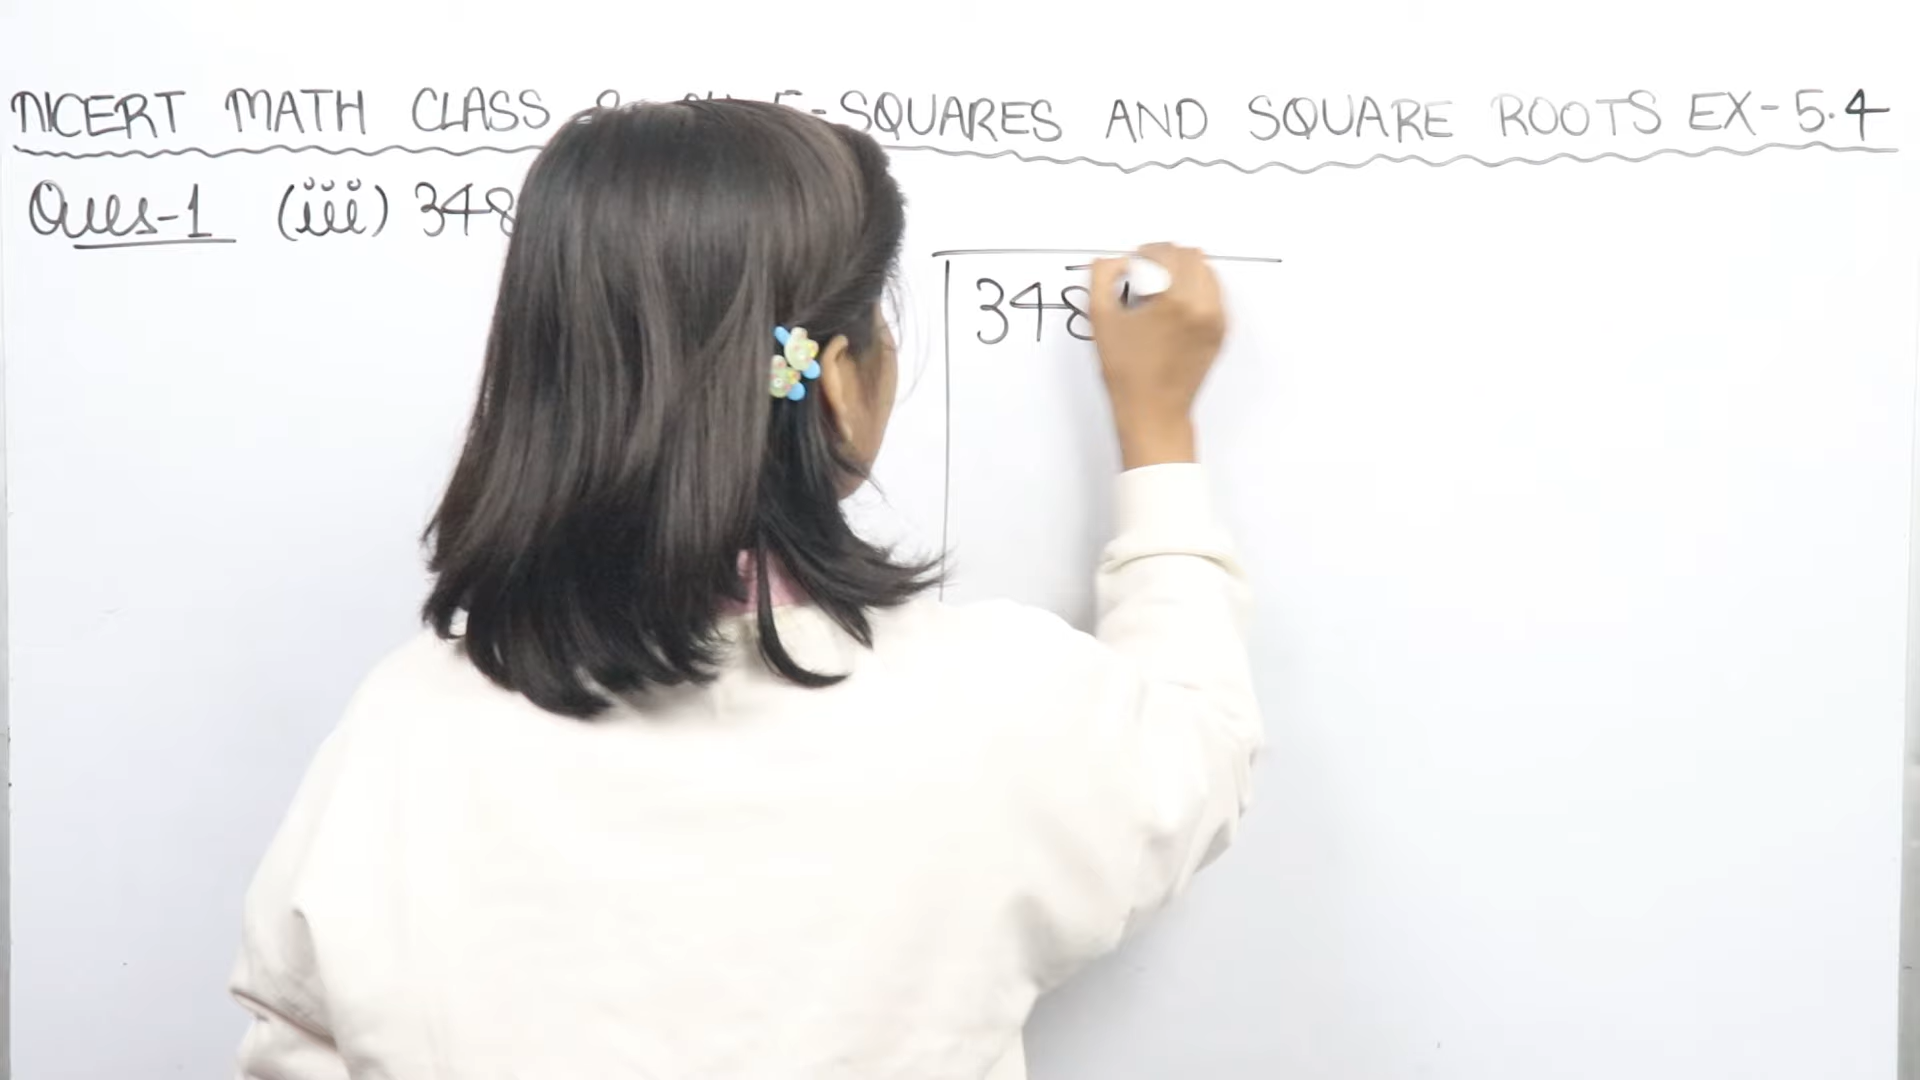 NCERT MATH CLASS - SQUARES AND SQUARE ROOTS EX-5.4
Ques-1 (iii) 348
348